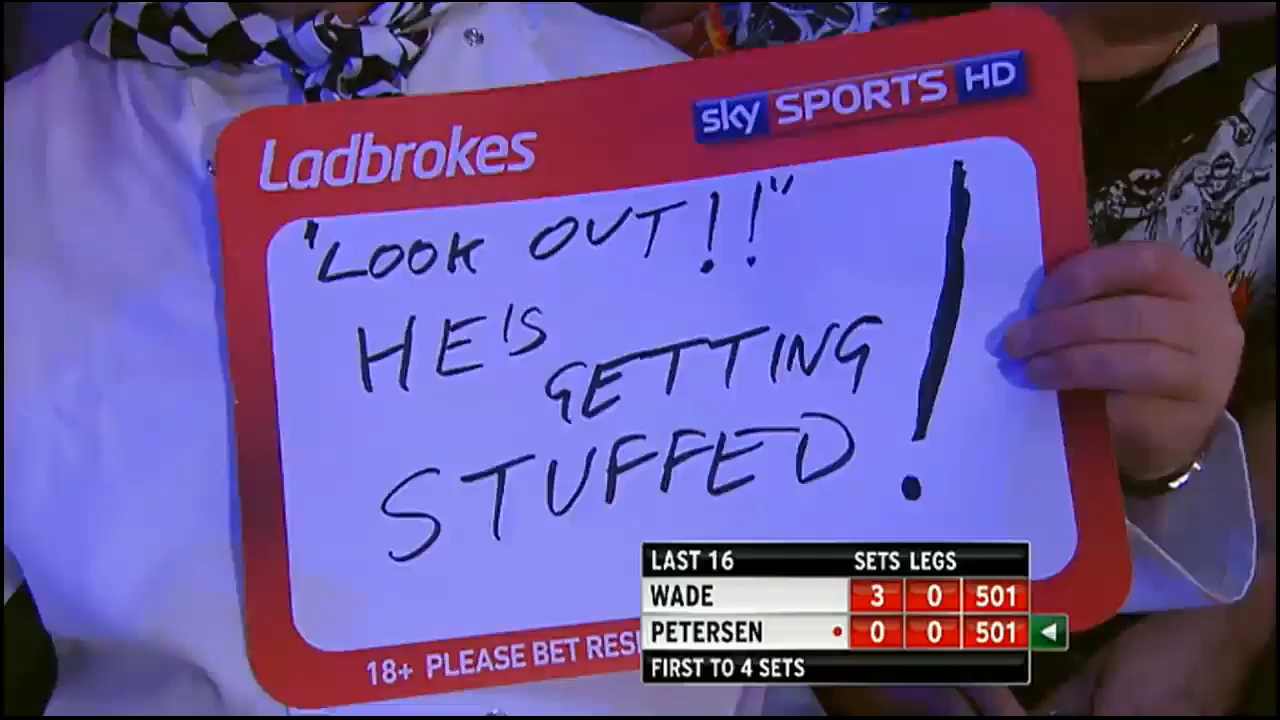 Ladbrokes
sky SPORTS HD
"LOOK OUT!!"
HE'S
GETTING
STUFFED!
18+ PLEASE BET RES
LAST 16 SETS LEGS
WADE 3 0 501
PETERSEN 0 0 501
FIRST TO 4 SETS